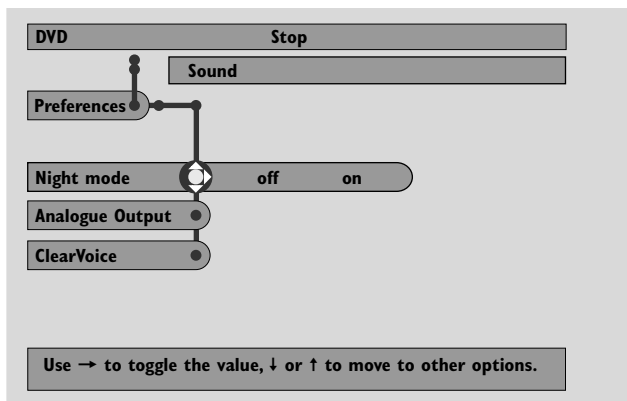 DVD Stop
Sound
Preferences
Night mode off on
Analogue Output
ClearVoice
Use → to toggle the value, ↓ or ↑ to move to other options.